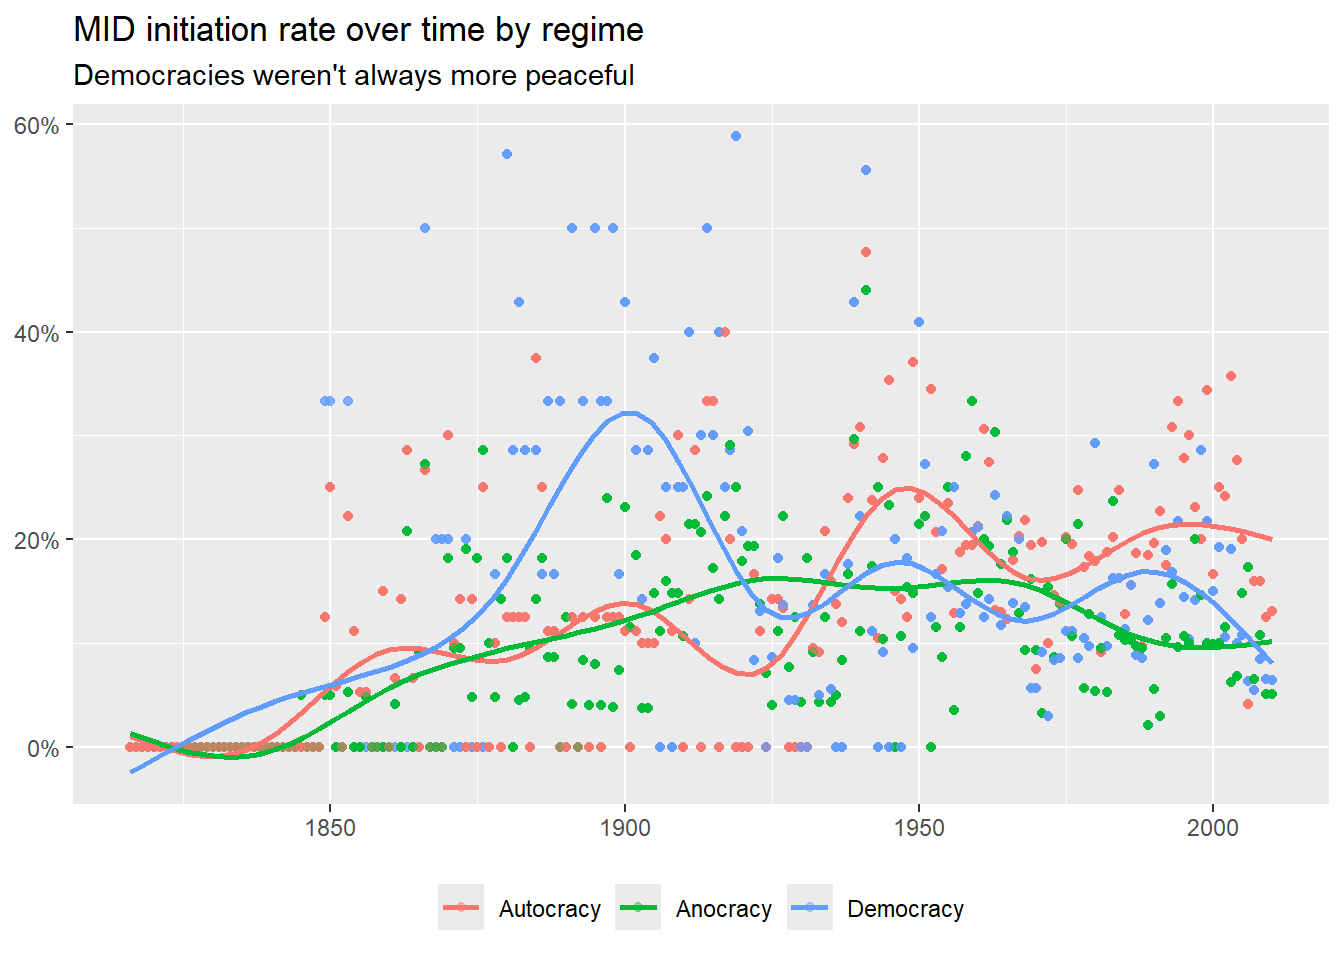 MID initiation rate over time by regime
Democracies weren't always more peaceful
60%
40%
20%
0%
1850 1900 1950 2000
Autocracy Anocracy Democracy